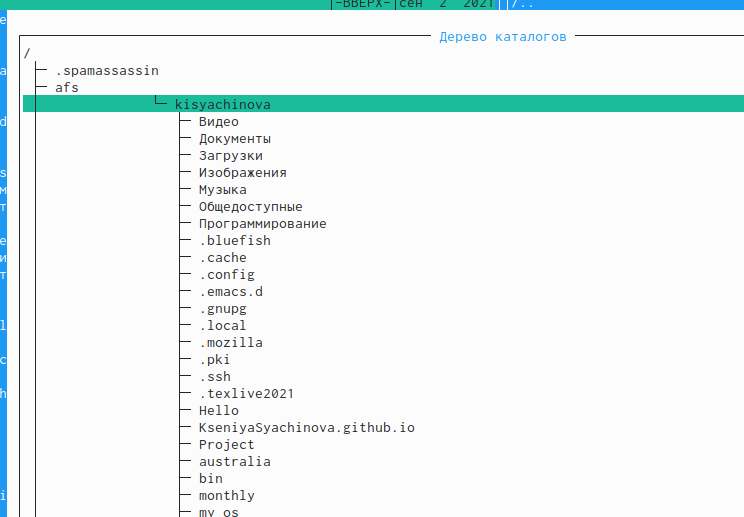 -ВВЕРХ-|сен 2 2021 /..
Дерево каталогов
/
.spamassassin
afs
kisyachinova
Видео
Документы
Загрузки
Изображения
Музыка
Общедоступные
Программирование
.bluefish
.cache
.config
.emacs.d
.gnupg
.local
.mozilla
.pki
.ssh
.texlive2021
Hello
KseniyaSyachinova.github.io
Project
australia
bin
monthly
my_os